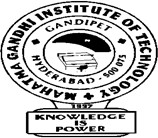 MAHATMA GANDHI INSTITUTE OF TECHNOLOGY
GANDIPET
HYDERABAD - 500 075
1997
KNOWLEDGE
IS
POWER